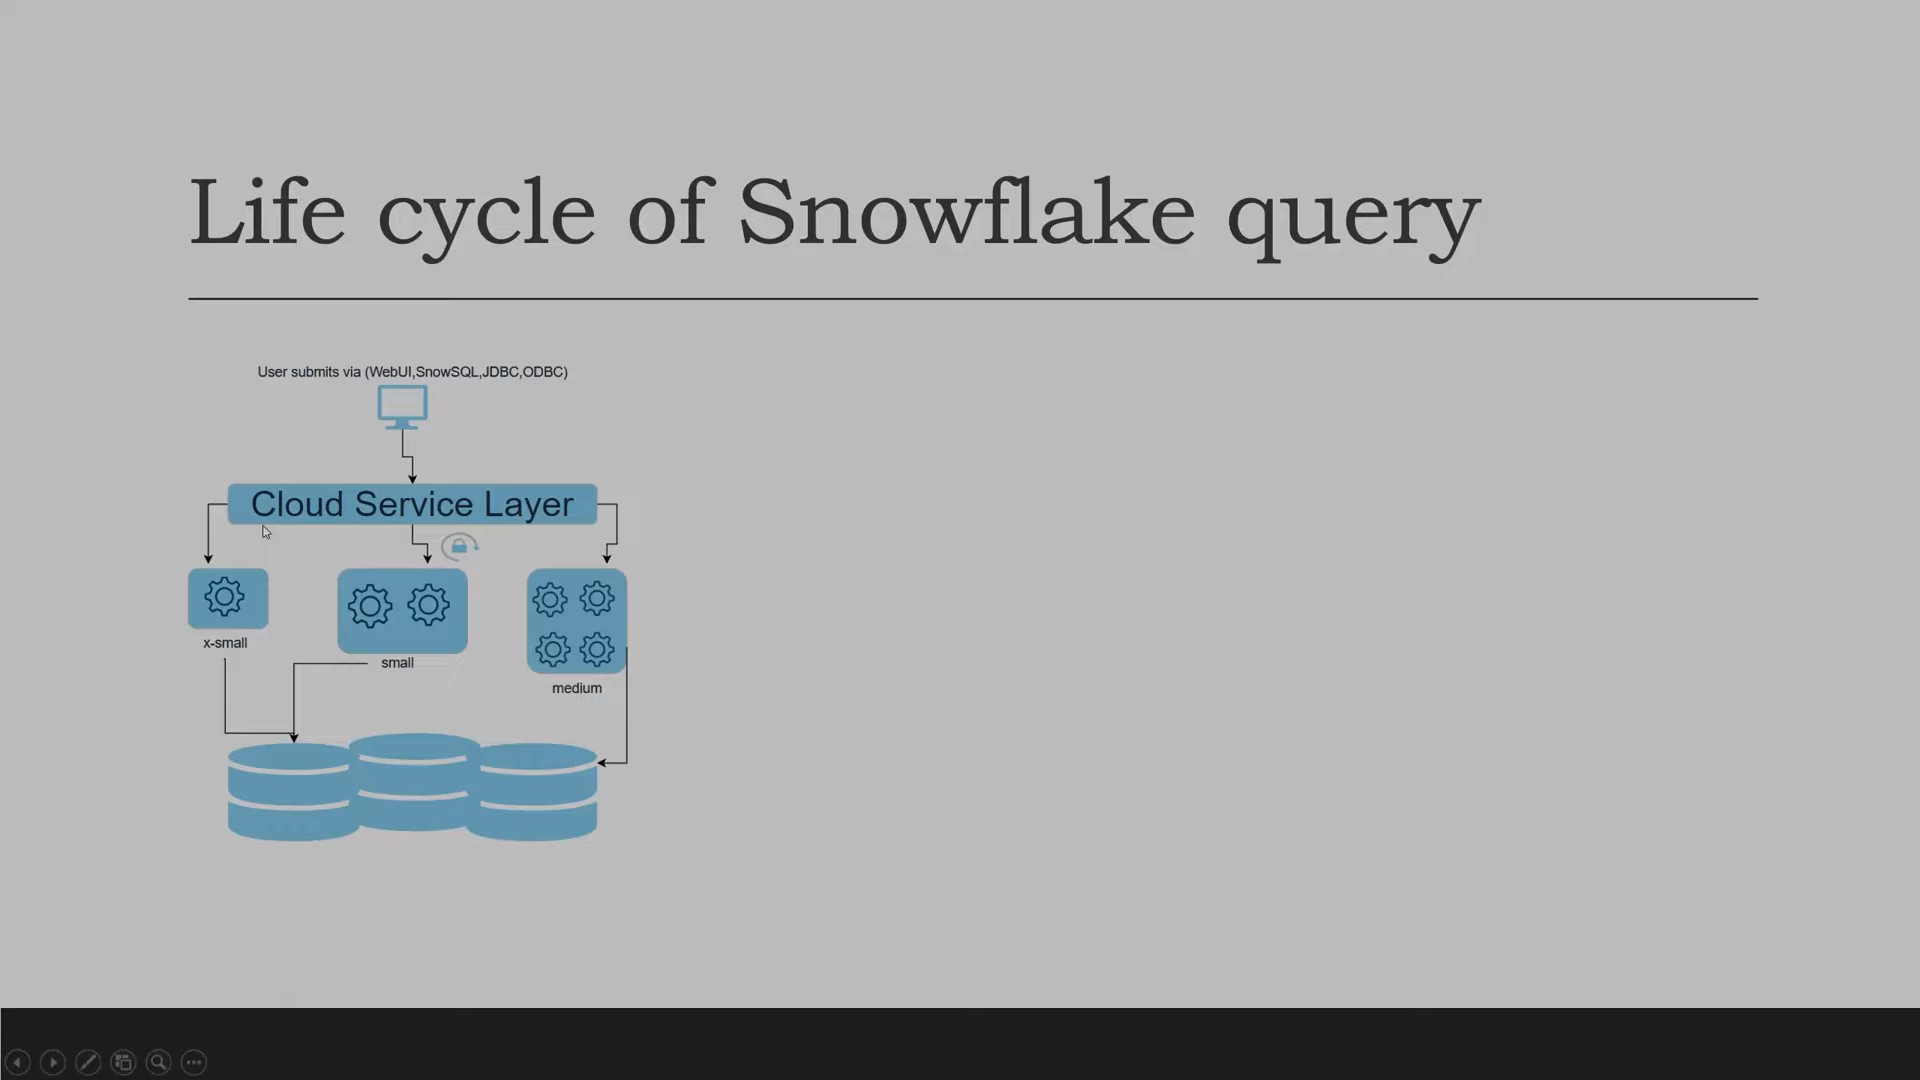 Life cycle of Snowflake query
User submits via (WebUI,SnowSQL,JDBC,ODBC)
Cloud Service Layer
x-small
small
medium